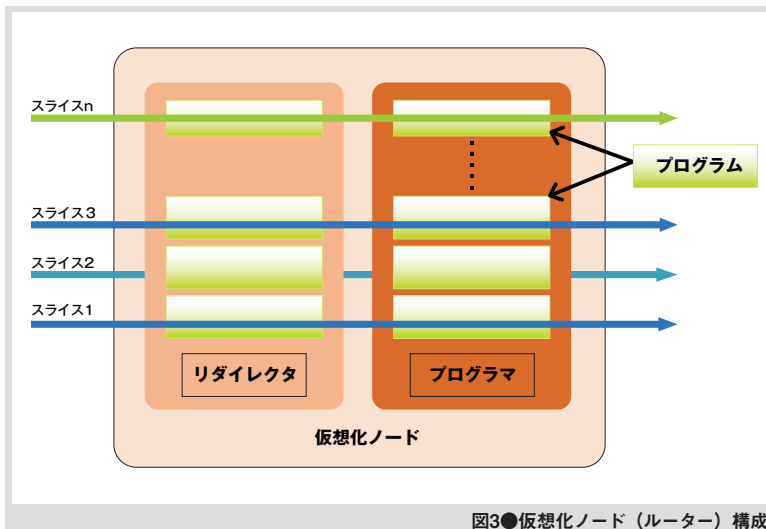 スライスn
プログラム
スライス3
スライス2
スライス1
リダイレクタ
プログラマ
仮想化ノード
図3●仮想化ノード（ルーター）構成